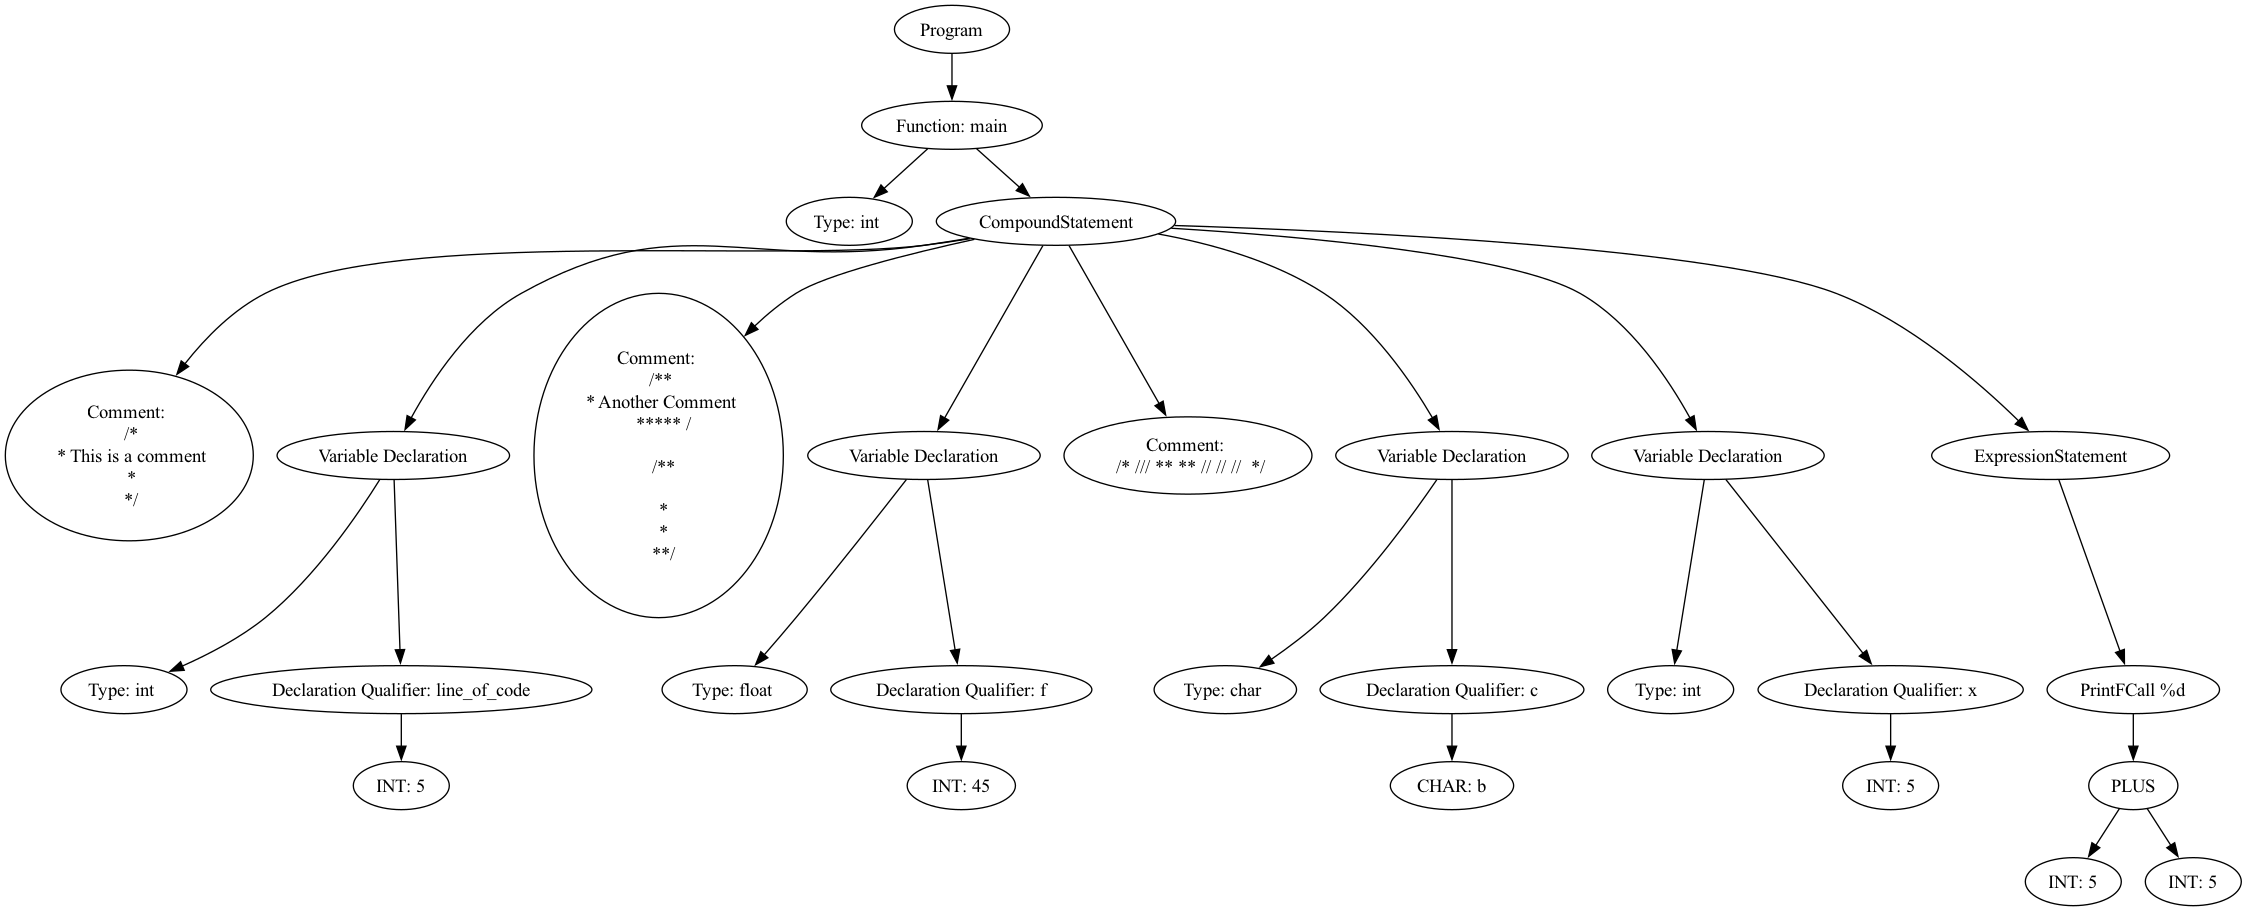 Program
Function: main
Type: int
CompoundStatement
Comment:
/*
* This is a comment
*
*/
Variable Declaration
Comment:
/**
* Another Comment
***** /
/**
*
*
**/
Variable Declaration
Comment:
/* /// ** ** // // //  */
Variable Declaration
Variable Declaration
ExpressionStatement
Type: int
Declaration Qualifier: line_of_code
Type: float
Declaration Qualifier: f
Type: char
Declaration Qualifier: c
Type: int
Declaration Qualifier: x
PrintFCall %d
INT: 5
INT: 45
CHAR: b
INT: 5
PLUS
INT: 5
INT: 5